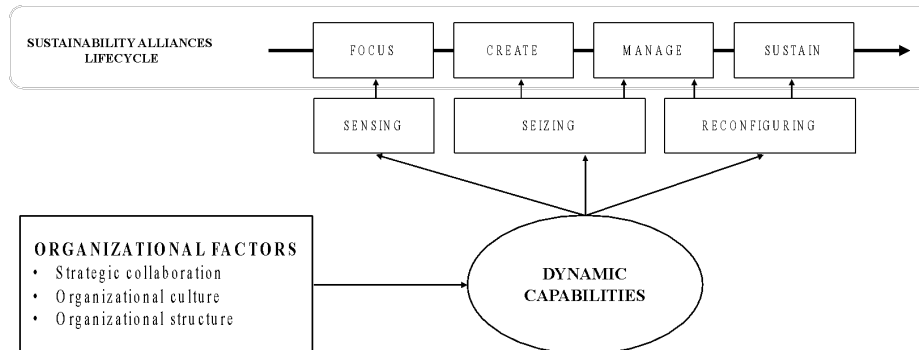 SUSTAINABILITY ALLIANCES
LIFECYCLE
FOCUS
CREATE
MANAGE
SUSTAIN
SENSING
SEIZING
RECONFIGURING
ORGANIZATIONAL FACTORS
• Strategic collaboration
• Organizational culture
• Organizational structure
DYNAMIC
CAPABILITIES